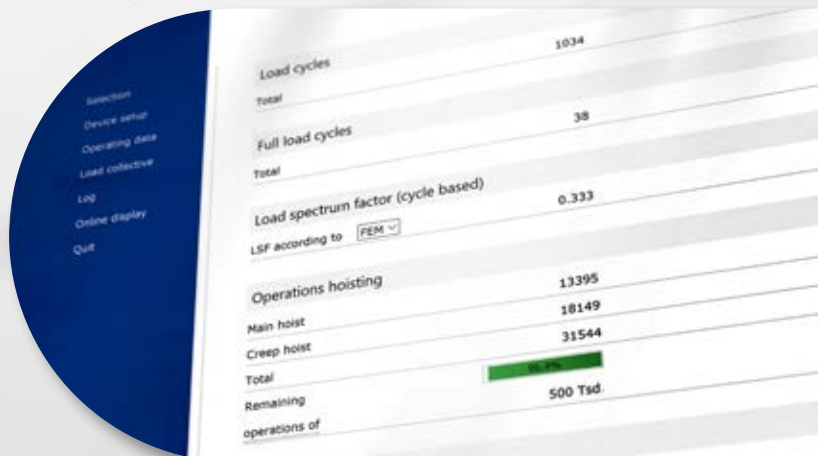 Selection
Device setup
Operating data
Load collective
Log
Online display
Quit
Load cycles
Total 1034
Full load cycles
Total 38
Load spectrum factor (cycle based)
LSF according to FEM 0.333
Operations hoisting
Main hoist 13395
Creep hoist 18149
Total 31544
Remaining
operations of 500 Tsd.